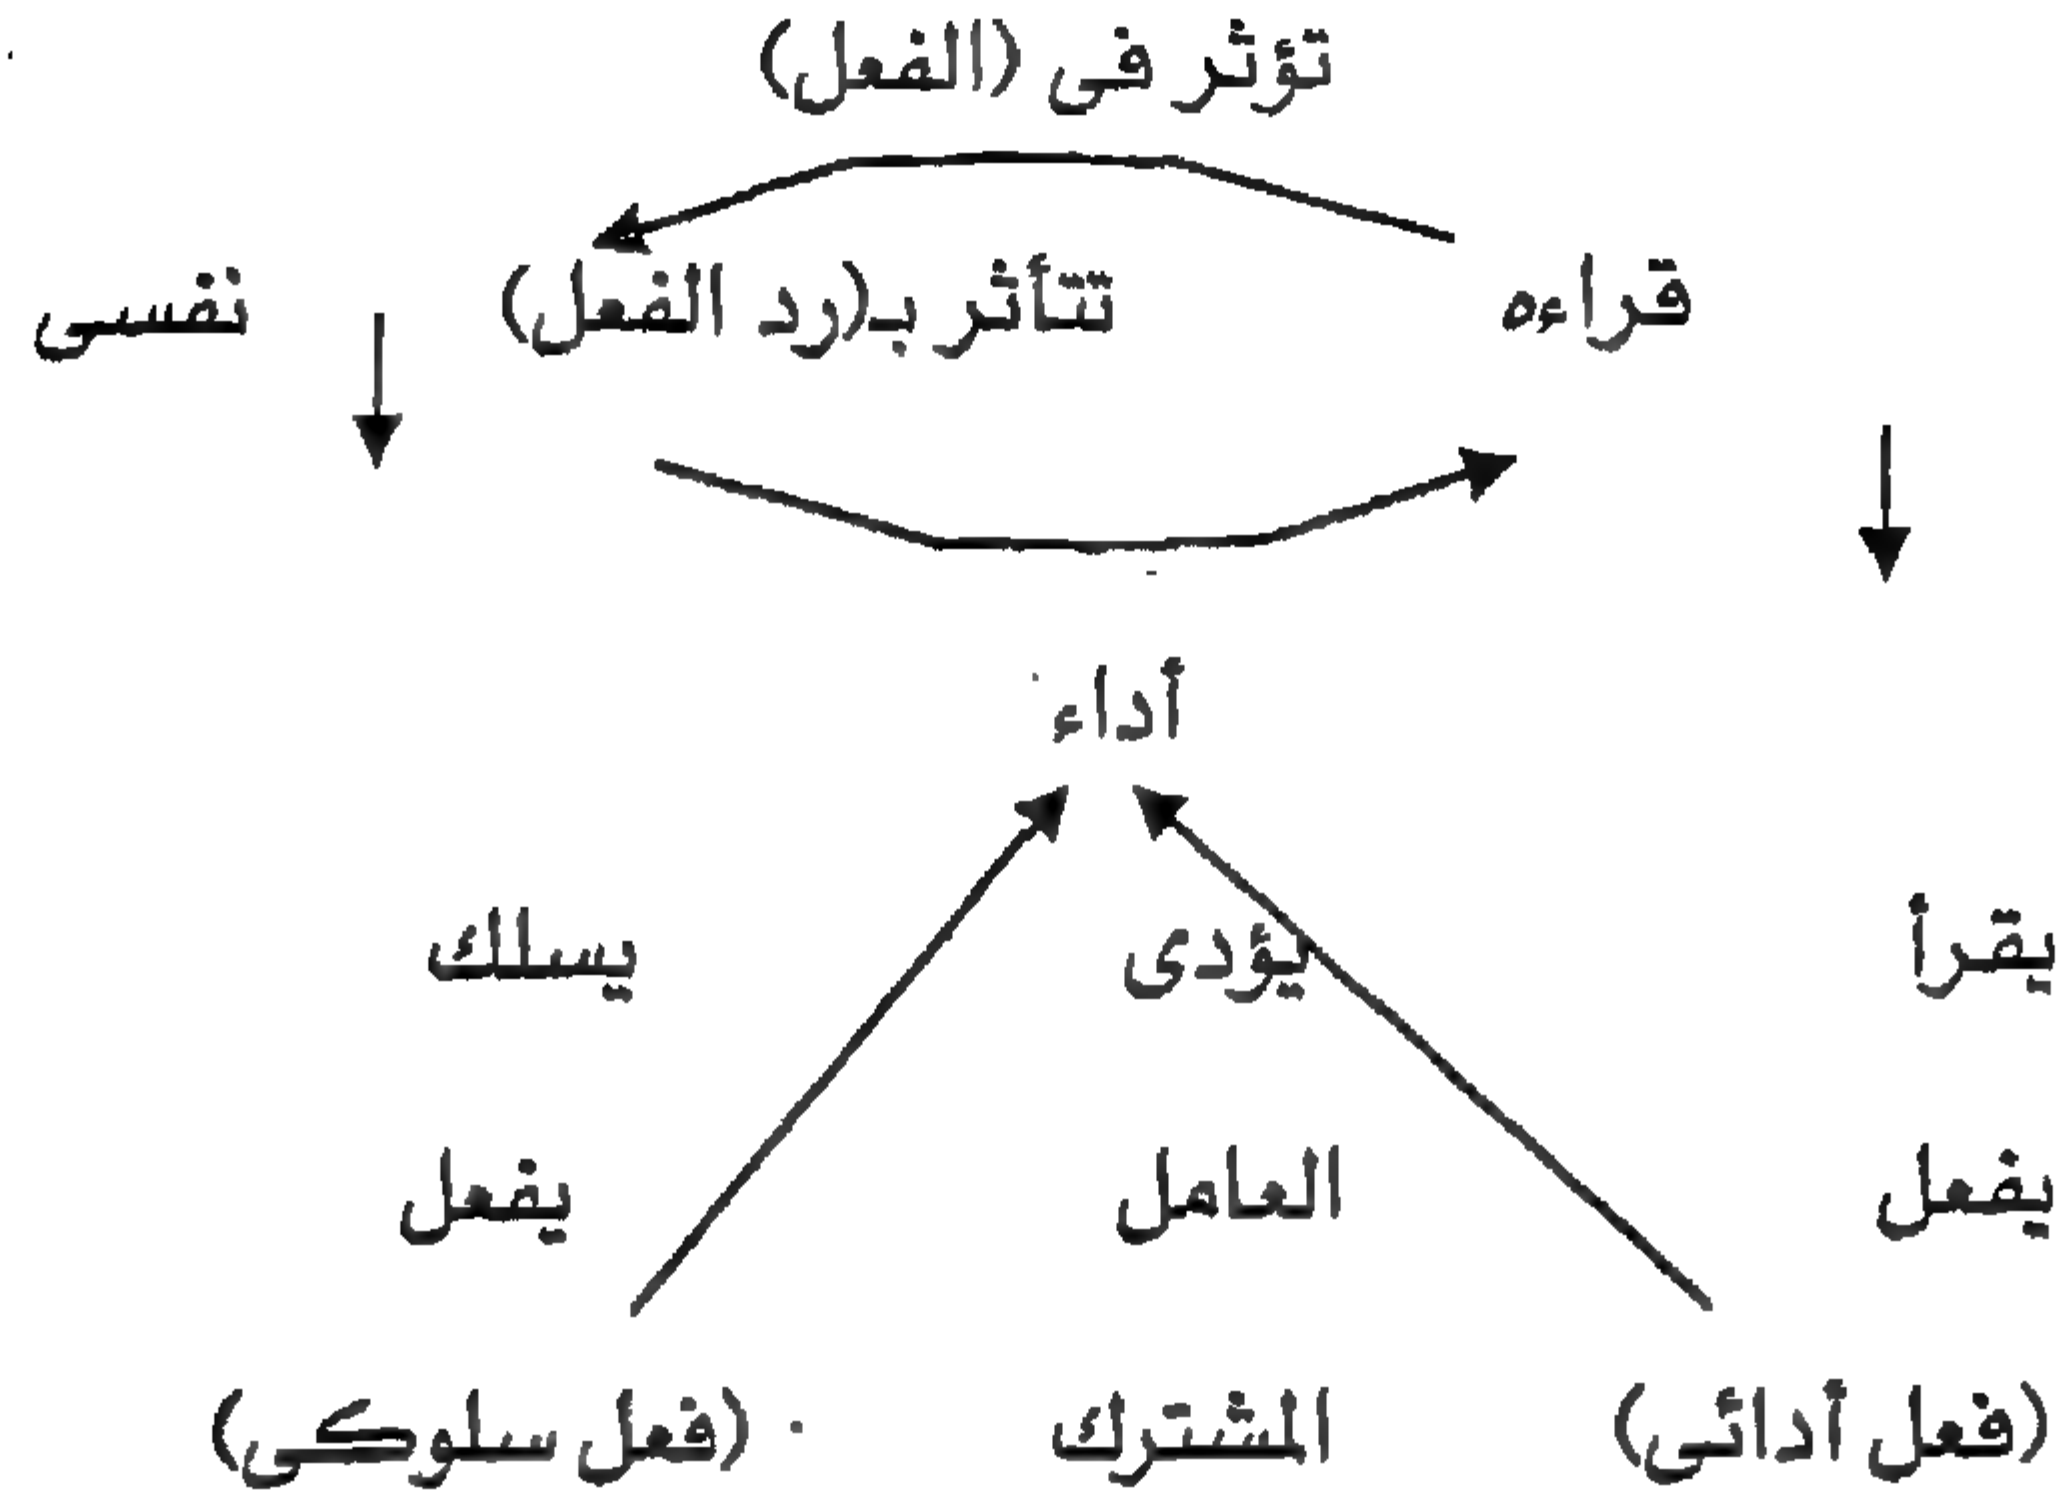 تؤثر فى (الفعل)
قراءه تتأثر بـ(رد الفعل) نفسى
أداء
يقرأ يؤدى يسلك
يفعل العامل يفعل
(فعل أدائى) المشترك (فعل سلوكى)